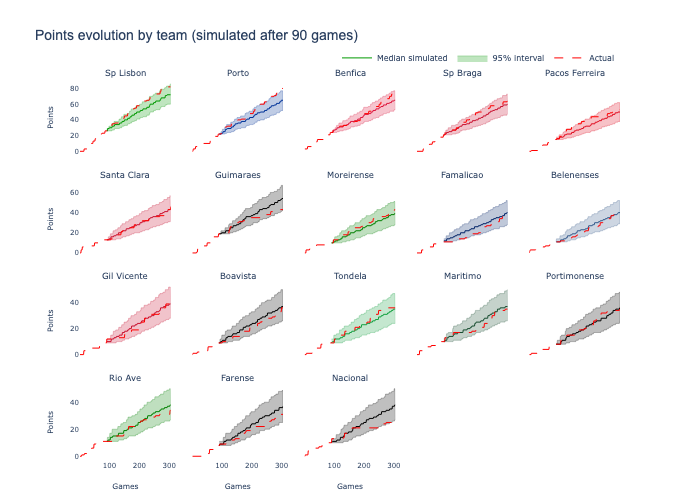 Points evolution by team (simulated after 90 games)
Median simulated 95% interval Actual
Sp Lisbon Porto Benfica Sp Braga Pacos Ferreira
80
60
40
20
0
Points
Santa Clara Guimaraes Moreirense Famalicao Belenenses
60
40
20
0
Points
Gil Vicente Boavista Tondela Maritimo Portimonense
40
20
0
Points
Rio Ave Farense Nacional
40
20
0
Points
100 200 300 100 200 300 100 200 300
Games Games Games